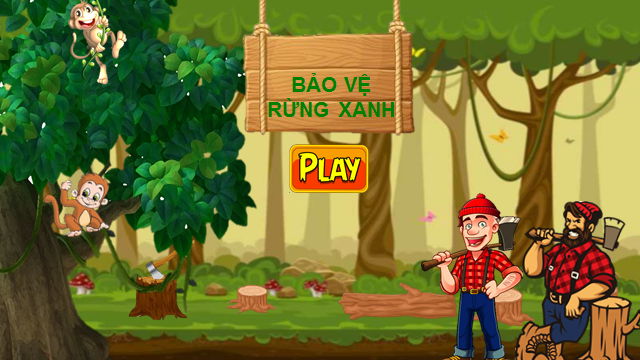 BẢO VỆ
RỪNG XANH
PLAY